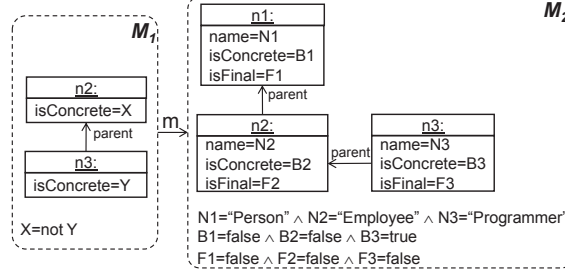 M1
n2:
isConcrete=X
parent
n3:
isConcrete=Y
X=not Y
m
M2
n1:
name=N1
isConcrete=B1
isFinal=F1
parent
n2:
name=N2
isConcrete=B2
isFinal=F2
parent
n3:
name=N3
isConcrete=B3
isFinal=F3
N1="Person" ∧ N2="Employee" ∧ N3="Programmer"
B1=false ∧ B2=false ∧ B3=true
F1=false ∧ F2=false ∧ F3=false